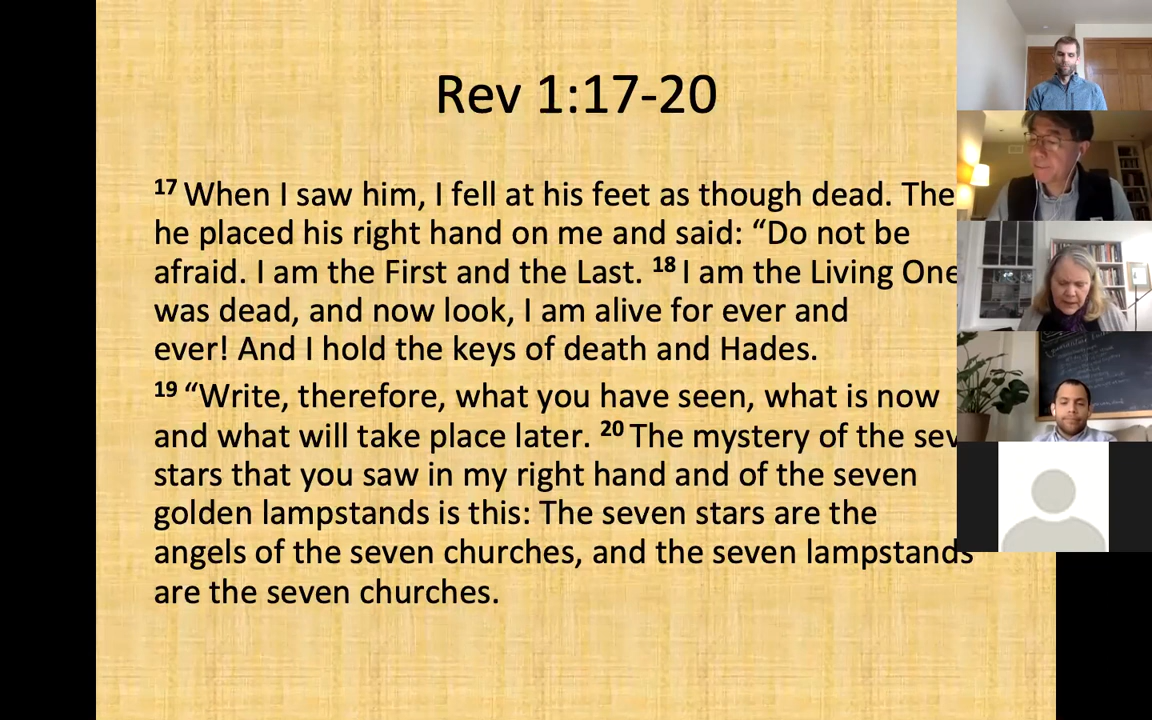 Rev 1:17-20
17 When I saw him, I fell at his feet as though dead. The
he placed his right hand on me and said: “Do not be
afraid. I am the First and the Last. 18 I am the Living One
was dead, and now look, I am alive for ever and
ever! And I hold the keys of death and Hades.
19 “Write, therefore, what you have seen, what is now
and what will take place later. 20 The mystery of the sev
stars that you saw in my right hand and of the seven
golden lampstands is this: The seven stars are the
angels of the seven churches, and the seven lampstands
are the seven churches.